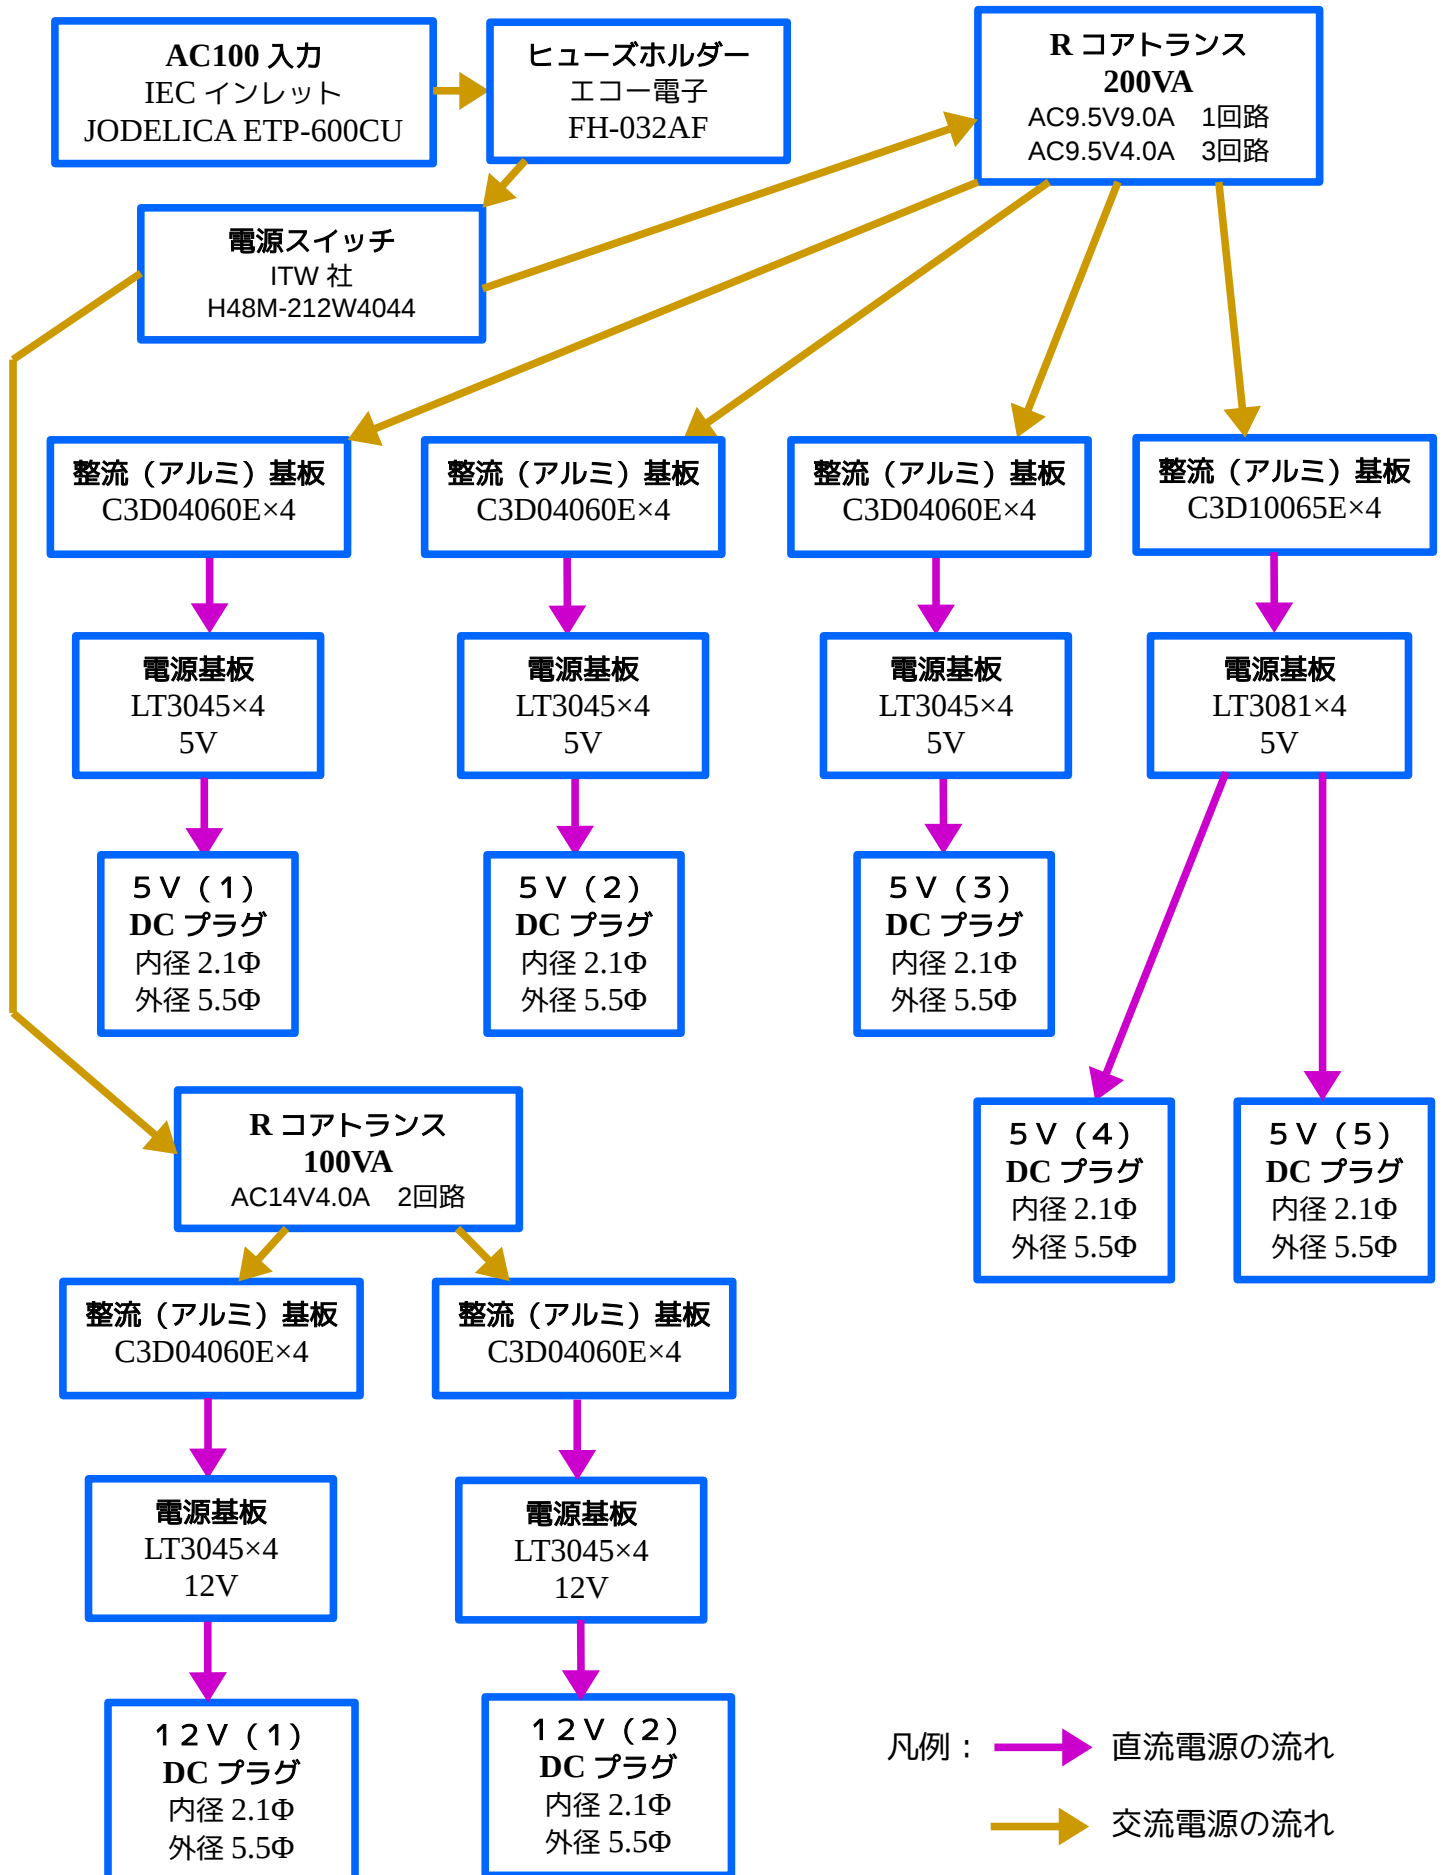 AC100 入力
IEC インレット
JODELICA ETP-600CU
ヒューズホルダー
エコー電子
FH-032AF
R コアトランス
200VA
AC9.5V9.0A　1回路
AC9.5V4.0A　3回路
電源スイッチ
ITW 社
H48M-212W4044
整流（アルミ）基板
C3D04060E×4
整流（アルミ）基板
C3D04060E×4
整流（アルミ）基板
C3D04060E×4
整流（アルミ）基板
C3D10065E×4
電源基板
LT3045×4
5V
電源基板
LT3045×4
5V
電源基板
LT3045×4
5V
電源基板
LT3081×4
5V
５Ｖ（１）
DC プラグ
内径 2.1Φ
外径 5.5Φ
５Ｖ（２）
DC プラグ
内径 2.1Φ
外径 5.5Φ
５Ｖ（３）
DC プラグ
内径 2.1Φ
外径 5.5Φ
５Ｖ（４）
DC プラグ
内径 2.1Φ
外径 5.5Φ
５Ｖ（５）
DC プラグ
内径 2.1Φ
外径 5.5Φ
R コアトランス
100VA
AC14V4.0A　2回路
整流（アルミ）基板
C3D04060E×4
整流（アルミ）基板
C3D04060E×4
電源基板
LT3045×4
12V
電源基板
LT3045×4
12V
１２Ｖ（１）
DC プラグ
内径 2.1Φ
外径 5.5Φ
１２Ｖ（２）
DC プラグ
内径 2.1Φ
外径 5.5Φ
凡例：
直流電源の流れ
交流電源の流れ